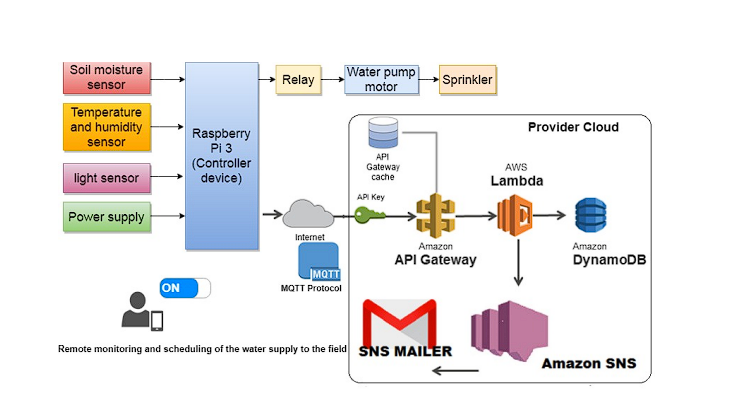 Soil moisture
sensor
Temperature
and humidity
sensor
light sensor
Power supply
Raspberry
Pi 3
(Controller
device)
Relay
Water pump
motor
Sprinkler
Provider Cloud
API
Gateway
cache
API Key
Internet
MQTT
MQTT Protocol
Amazon
API Gateway
AWS
Lambda
Amazon
DynamoDB
ON
SNS MAILER
Amazon SNS
Remote monitoring and scheduling of the water supply to the field